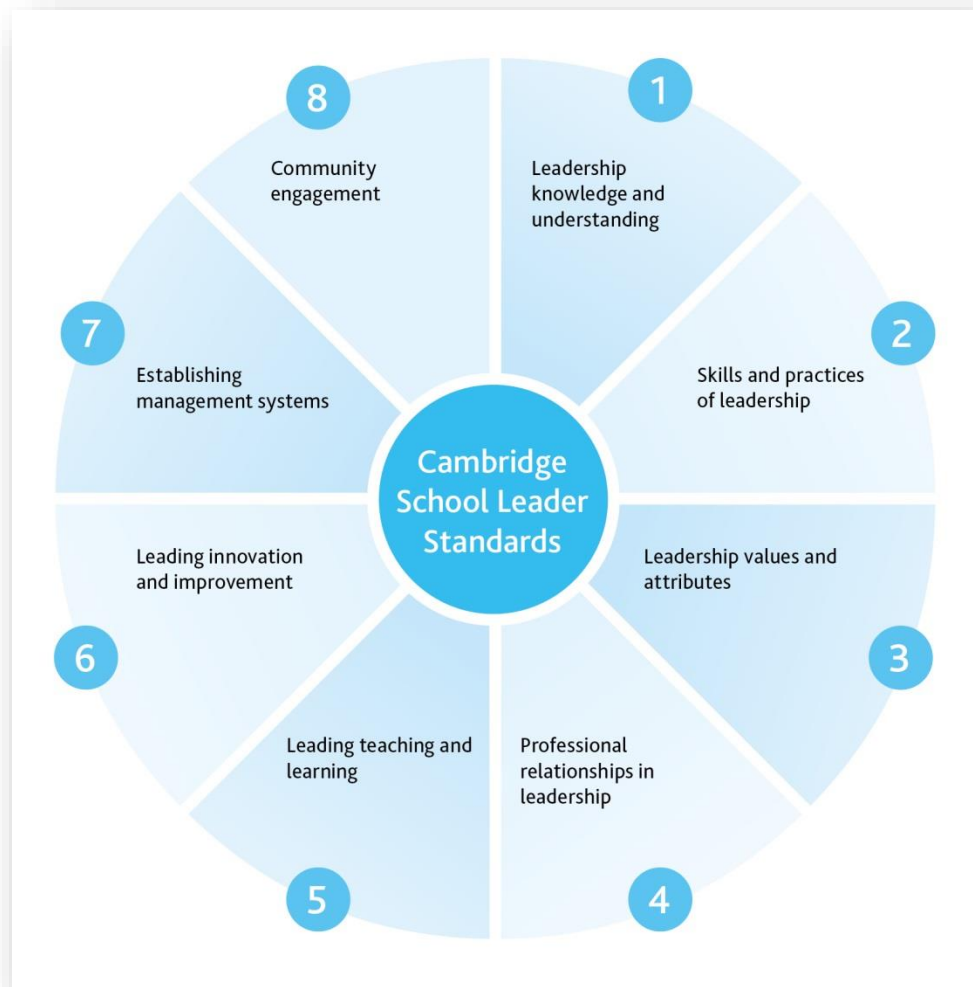 Cambridge
School Leader
Standards
1
Leadership
knowledge and
understanding
2
Skills and practices
of leadership
3
Leadership values and
attributes
4
Professional
relationships in
leadership
5
Leading teaching and
learning
6
Leading innovation
and improvement
7
Establishing
management systems
8
Community
engagement